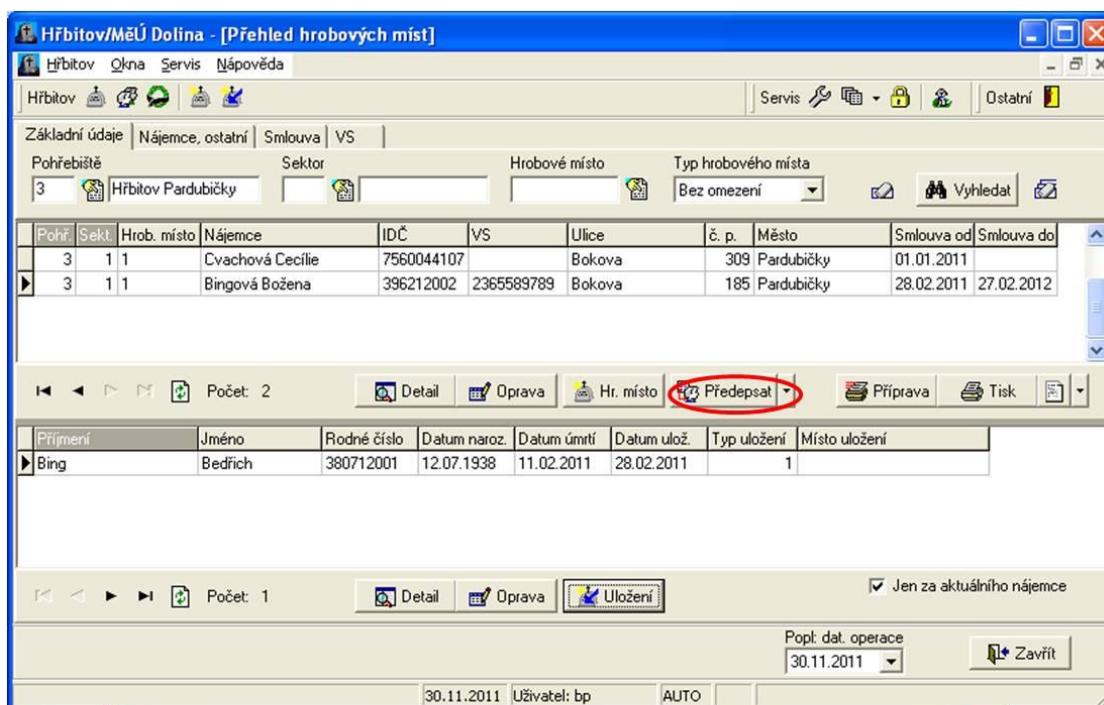 Hřbitov/MěÚ Dolina - [Přehled hrobových míst]
Hřbitov Okna Servis Nápověda
Hřbitov Servis Ostatní
Základní údaje Nájemce, ostatní Smlouva VS
Pohřebiště Sektor Hrobové místo Typ hrobového místa
3 Hřbitov Pardubičky Bez omezení Vyhledat
Pohř. Sekt. Hrob. místo Nájemce IDČ VS Ulice č. p. Město Smlouva od Smlouva do
3 1 1 Cvachová Cecílie 7560044107 Bokova 309 Pardubičky 01.01.2011
3 1 1 Bingová Božena 396212002 2365589789 Bokova 185 Pardubičky 28.02.2011 27.02.2012
Počet: 2 Detail Oprava Hr. místo Předepsat Příprava Tisk
Příjmení Jméno Rodné číslo Datum naroz. Datum úmrtí Datum ulož. Typ uložení Místo uložení
Bing Bedřich 380712001 12.07.1938 11.02.2011 28.02.2011 1
Počet: 1 Detail Oprava Uložení Jen za aktuálního nájemce
Popl: dat. operace
30.11.2011 Zavřít
30.11.2011 Uživatel: bp AUTO